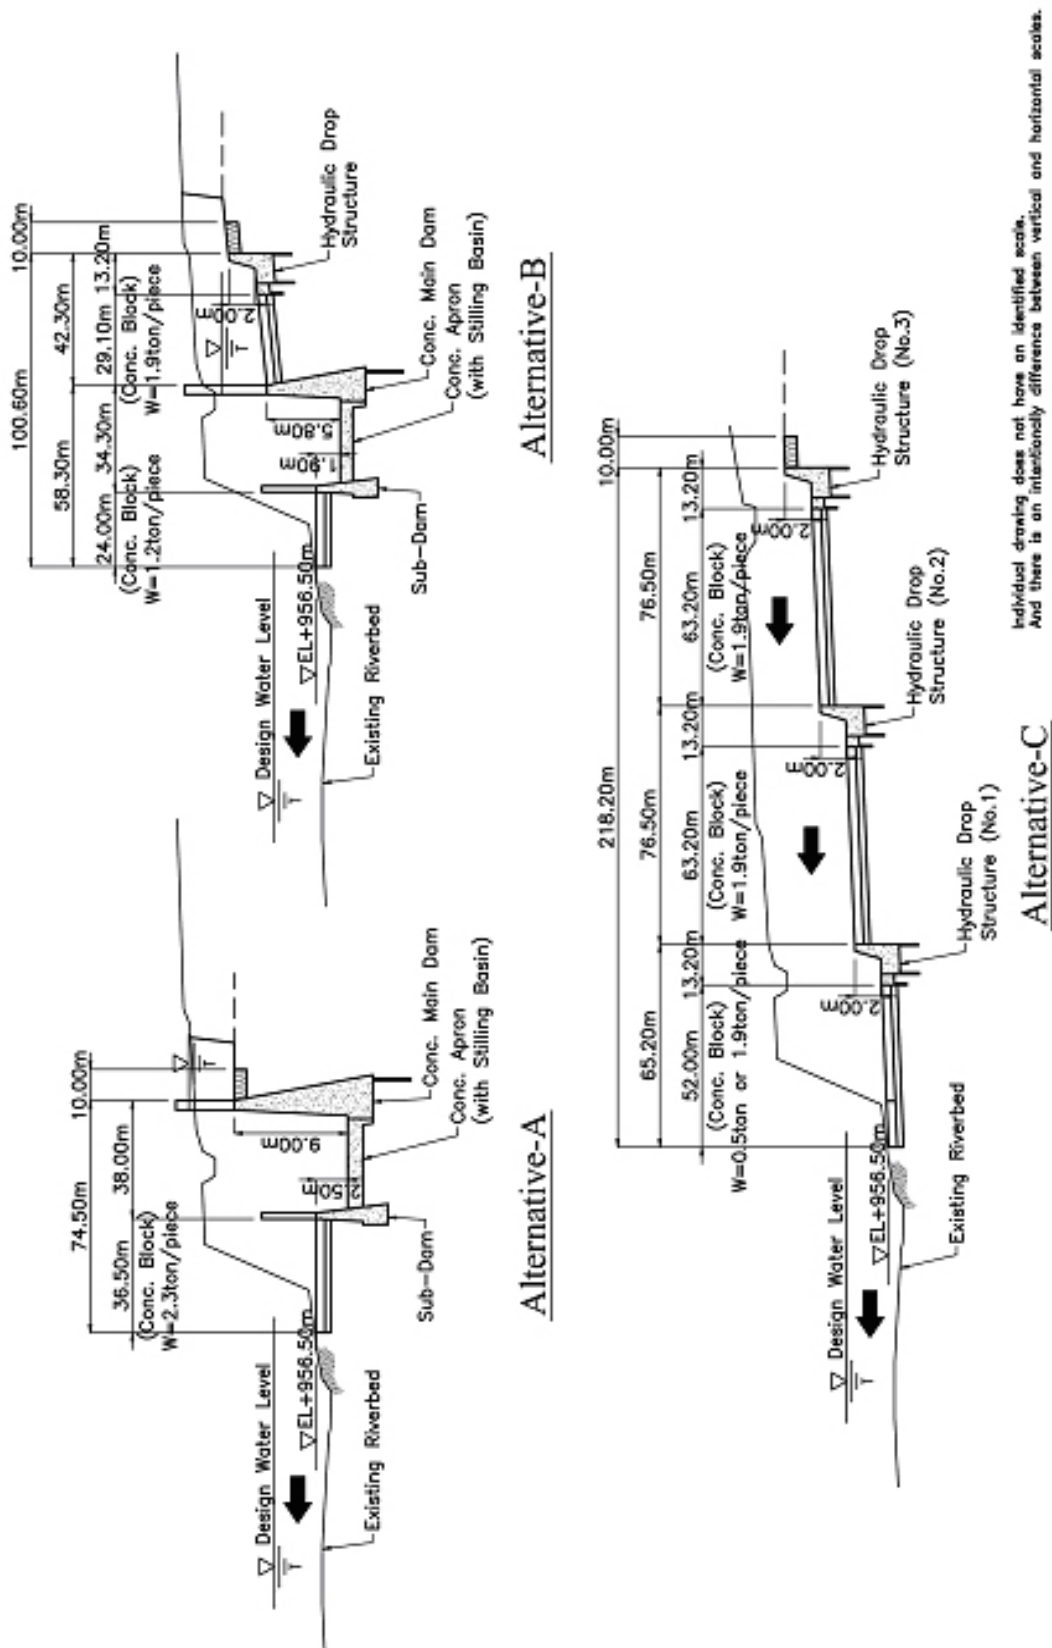 74.50m
10.00m
36.50m
38.00m
(Conc. Block)
W=2.3ton/piece
Design Water Level
EL+956.50m
9.00m
2.50m
Existing Riverbed
Sub-Dam
Conc. Main Dam
Conc. Apron
(with Stilling Basin)
Alternative-A
100.60m
10.00m
58.30m
42.30m
24.00m
34.30m
29.10m
13.20m
(Conc. Block)
W=1.2ton/piece
(Conc. Block)
W=1.9ton/piece
Design Water Level
EL+956.50m
1.90m
5.80m
2.00m
Existing Riverbed
Sub-Dam
Hydraulic Drop
Structure
Conc. Main Dam
Conc. Apron
(with Stilling Basin)
Alternative-B
218.20m
10.00m
65.20m
76.50m
76.50m
52.00m
13.20m
63.20m
13.20m
63.20m
13.20m
(Conc. Block)
W=0.5ton or 1.9ton/piece
(Conc. Block)
W=1.9ton/piece
(Conc. Block)
W=1.9ton/piece
Design Water Level
EL+956.50m
2.00m
2.00m
2.00m
Existing Riverbed
Hydraulic Drop
Structure (No.1)
Hydraulic Drop
Structure (No.2)
Hydraulic Drop
Structure (No.3)
Alternative-C
Individual drawing does not have an identified scale.
And there is an intentionally difference between vertical and horizontal scales.